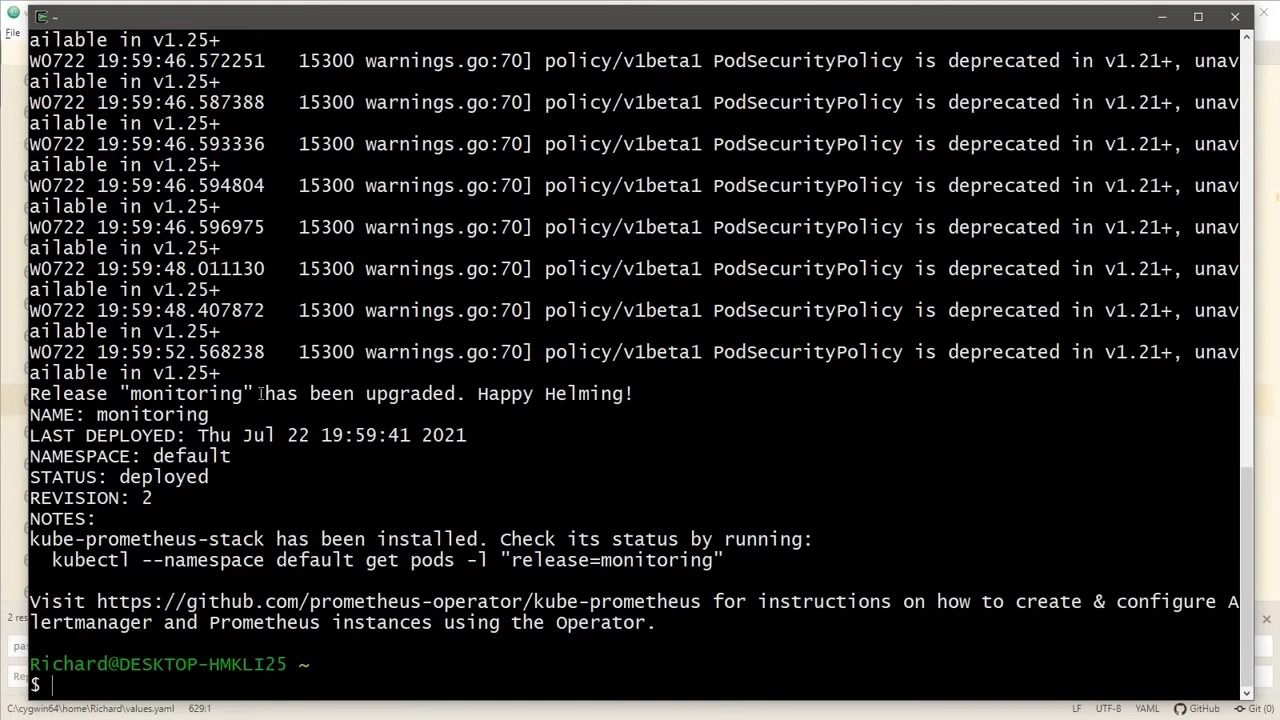 ~
File
ailable in v1.25+
W0722 19:59:46.572251   15300 warnings.go:70] policy/v1beta1 PodSecurityPolicy is deprecated in v1.21+, unav
ailable in v1.25+
W0722 19:59:46.587388   15300 warnings.go:70] policy/v1beta1 PodSecurityPolicy is deprecated in v1.21+, unav
ailable in v1.25+
W0722 19:59:46.593336   15300 warnings.go:70] policy/v1beta1 PodSecurityPolicy is deprecated in v1.21+, unav
ailable in v1.25+
W0722 19:59:46.594804   15300 warnings.go:70] policy/v1beta1 PodSecurityPolicy is deprecated in v1.21+, unav
ailable in v1.25+
W0722 19:59:46.596975   15300 warnings.go:70] policy/v1beta1 PodSecurityPolicy is deprecated in v1.21+, unav
ailable in v1.25+
W0722 19:59:48.011130   15300 warnings.go:70] policy/v1beta1 PodSecurityPolicy is deprecated in v1.21+, unav
ailable in v1.25+
W0722 19:59:48.407872   15300 warnings.go:70] policy/v1beta1 PodSecurityPolicy is deprecated in v1.21+, unav
ailable in v1.25+
W0722 19:59:52.568238   15300 warnings.go:70] policy/v1beta1 PodSecurityPolicy is deprecated in v1.21+, unav
ailable in v1.25+
Release "monitoring" has been upgraded. Happy Helming!
NAME: monitoring
LAST DEPLOYED: Thu Jul 22 19:59:41 2021
NAMESPACE: default
STATUS: deployed
REVISION: 2
NOTES:
kube-prometheus-stack has been installed. Check its status by running:
  kubectl --namespace default get pods -l "release=monitoring"
Visit https://github.com/prometheus-operator/kube-prometheus for instructions on how to create & configure A
lertmanager and Prometheus instances using the Operator.
Richard@DESKTOP-HMKLI25 ~
$
C:\cygwin64\home\Richard\values.yaml   629:1   LF   UTF-8   YAML   GitHub   Git (0)